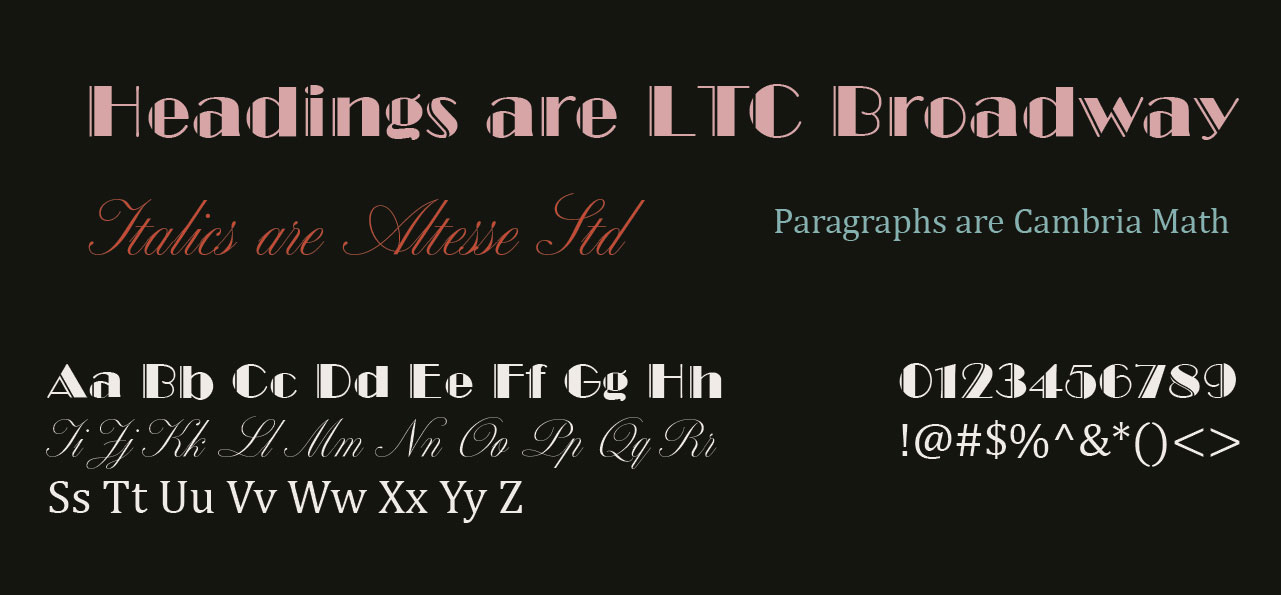 Headings are LTC Broadway
Italics are Altesse Std
Paragraphs are Cambria Math
Aa Bb Cc Dd Ee Ff Gg Hh
Ii Jj Kk Ll Mm Nn Oo Pp Qq Rr
Ss Tt Uu Vv Ww Xx Yy Z
0123456789
!@#$%^&*()<>